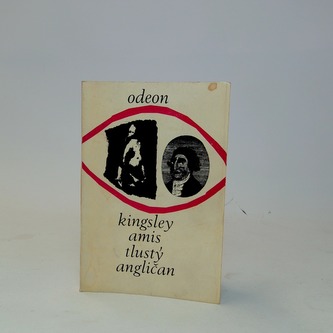 odeon
kingsley
amis
tlustý
angličan